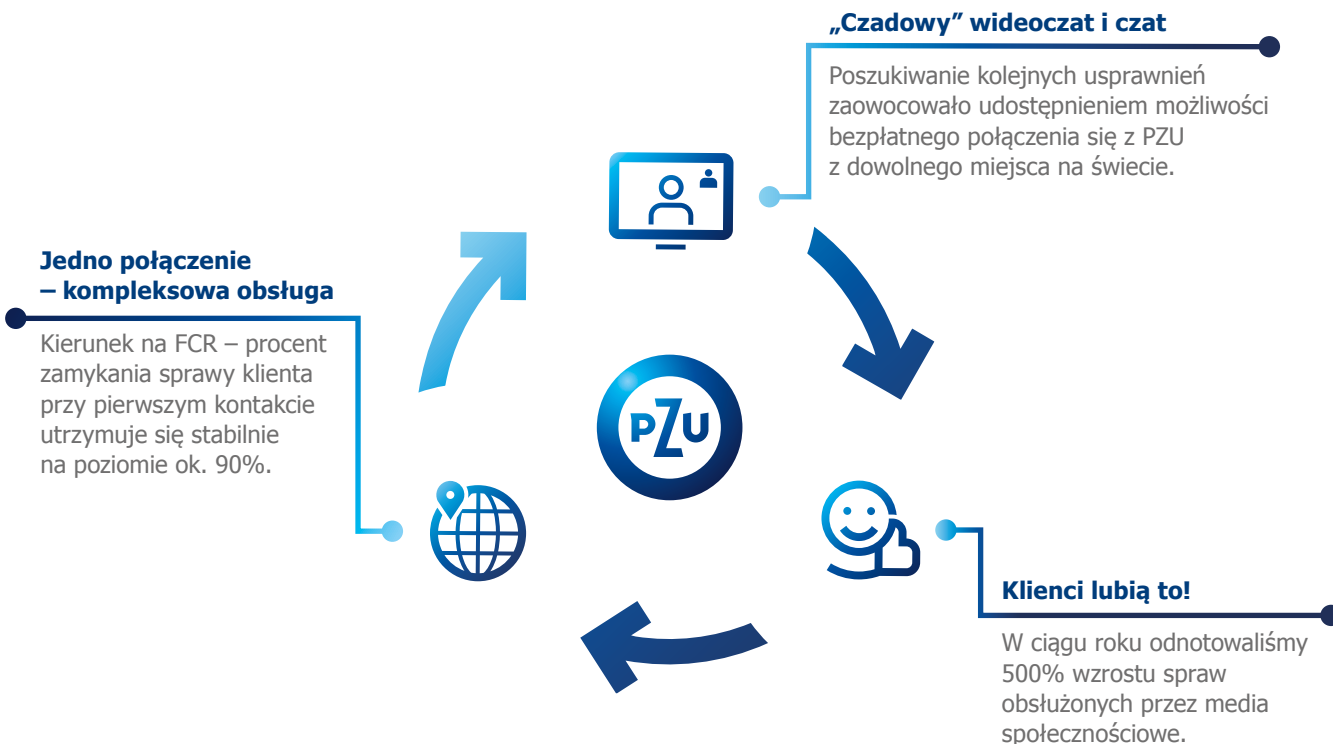 „Czadowy” wideoczat i czat
Poszukiwanie kolejnych usprawnień
zaowocowało udostępnieniem możliwości
bezpłatnego połączenia się z PZU
z dowolnego miejsca na świecie.
Jedno połączenie
– kompleksowa obsługa
Kierunek na FCR – procent
zamykania sprawy klienta
przy pierwszym kontakcie
utrzymuje się stabilnie
na poziomie ok. 90%.
PZU
Klienci lubią to!
W ciągu roku odnotowaliśmy
500% wzrostu spraw
obsłużonych przez media
społecznościowe.